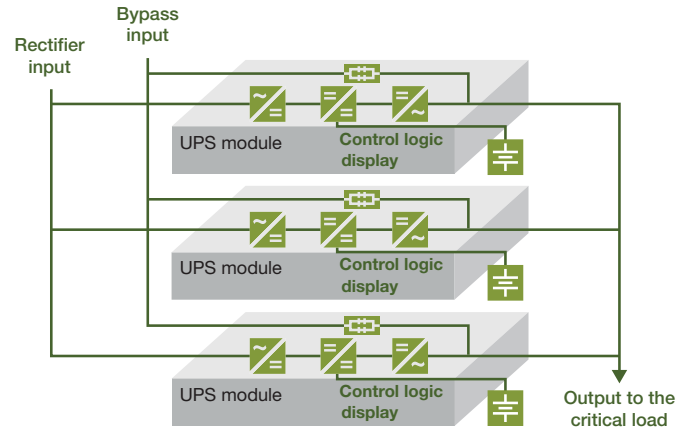 Bypass
input
Rectifier
input
UPS module
Control logic
display
UPS module
Control logic
display
UPS module
Control logic
display
Output to the
critical load